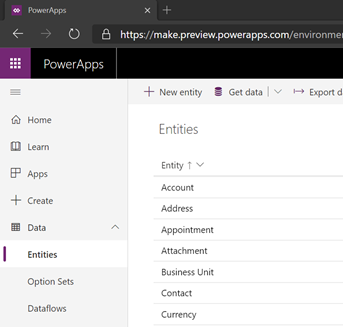 PowerApps
https://make.preview.powerapps.com/environme
PowerApps
New entity Get data Export d
Home
Learn
Apps
Create
Data
Entities
Option Sets
Dataflows
Entities
Entity
Account
Address
Appointment
Attachment
Business Unit
Contact
Currency